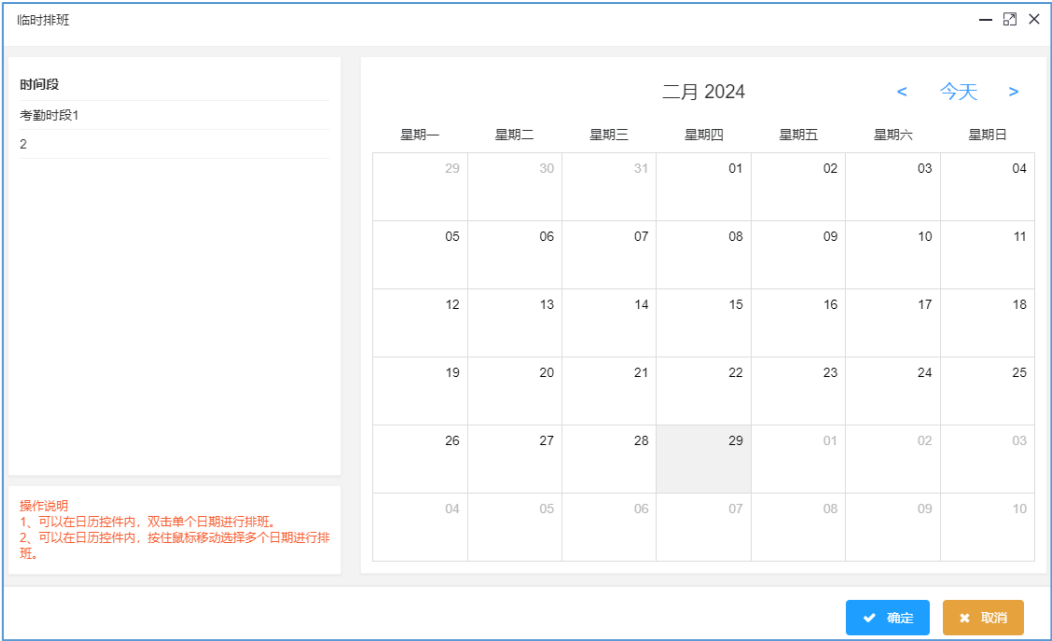 临时排班
时间段
考勤时段1
2
操作说明
1、可以在日历控件内，双击单个日期进行排班。
2、可以在日历控件内，按住鼠标移动选择多个日期进行排
班。
二月 2024
< 今天 >
星期一 星期二 星期三 星期四 星期五 星期六 星期日
29 30 31 01 02 03 04
05 06 07 08 09 10 11
12 13 14 15 16 17 18
19 20 21 22 23 24 25
26 27 28 29 01 02 03
04 05 06 07 08 09 10
确定 取消